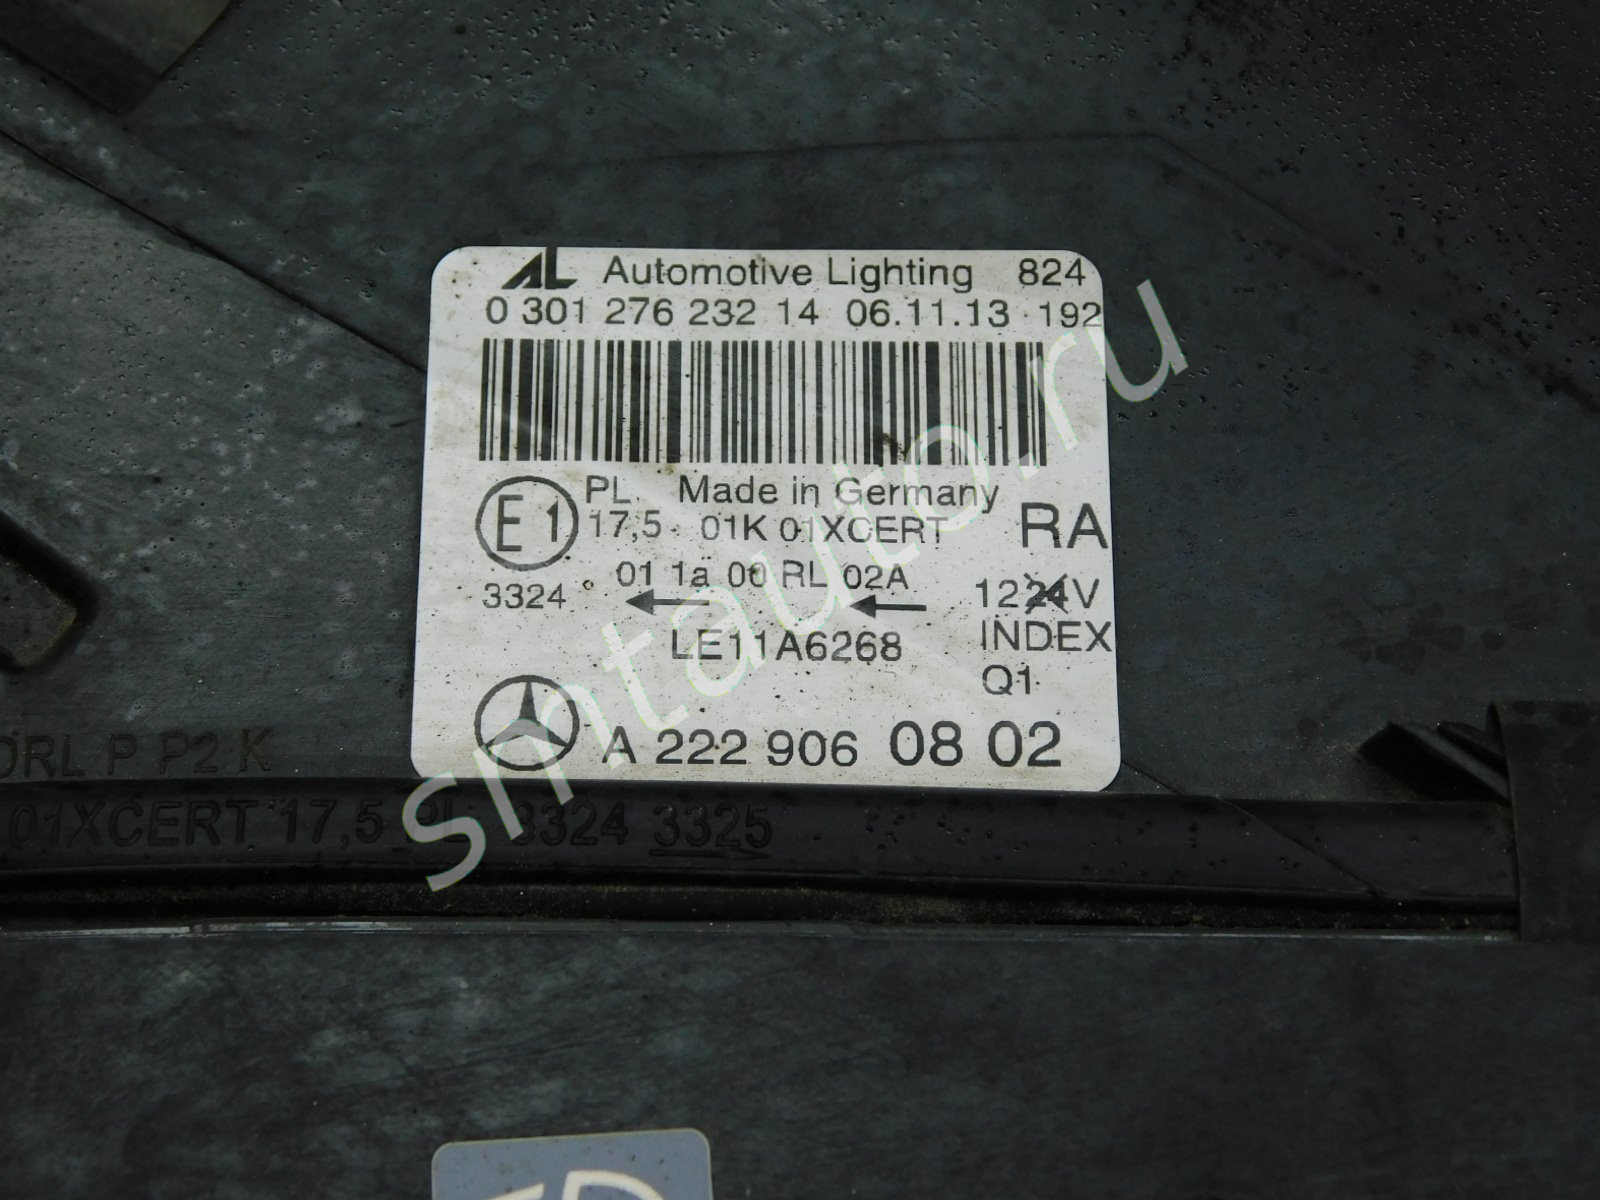 AL Automotive Lighting 824
0 301 276 232 14 06.11.13 192
PL Made in Germany
E1 17,5 01K 01XCERT RA
01 1a 00 RL 02A
3324 ← ← 1224V
LE11A6268 INDEX
Q1
A 222 906 08 02
DRL P P2 K
01XCERT 17,5 PL 3324 3325
smtauto.ru